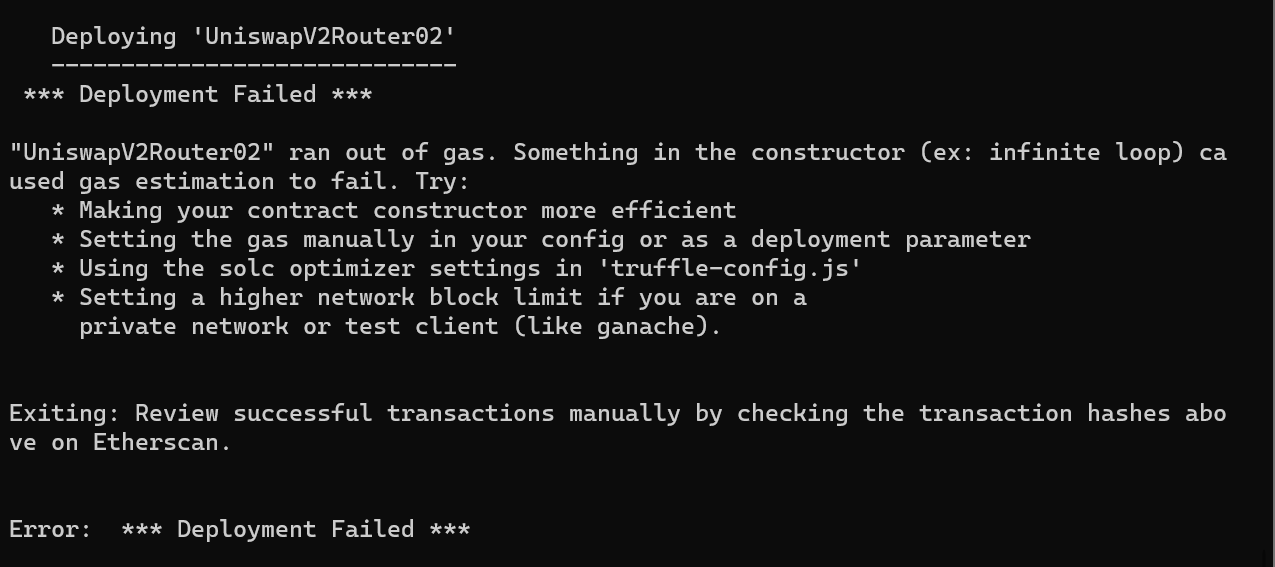 Deploying 'UniswapV2Router02'
-----------------------------
*** Deployment Failed ***
"UniswapV2Router02" ran out of gas. Something in the constructor (ex: infinite loop) ca
used gas estimation to fail. Try:
* Making your contract constructor more efficient
* Setting the gas manually in your config or as a deployment parameter
* Using the solc optimizer settings in 'truffle-config.js'
* Setting a higher network block limit if you are on a
private network or test client (like ganache).
Exiting: Review successful transactions manually by checking the transaction hashes abo
ve on Etherscan.
Error:  *** Deployment Failed ***